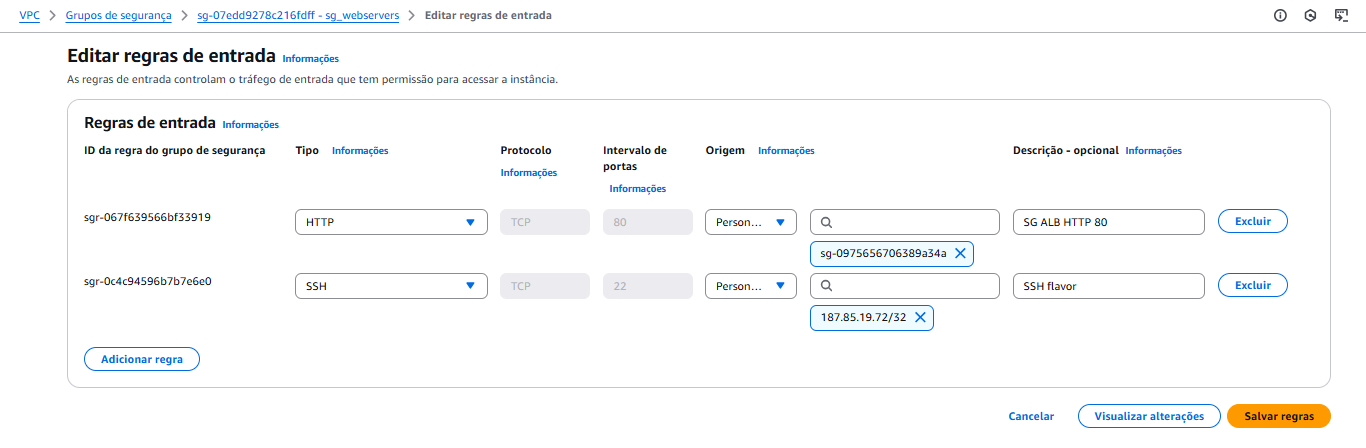 VPC > Grupos de segurança > sg-07edd9278c216fdff - sg_webservers > Editar regras de entrada
Editar regras de entrada Informações
As regras de entrada controlam o tráfego de entrada que tem permissão para acessar a instância.
Regras de entrada Informações
ID da regra do grupo de segurança Tipo Informações Protocolo Intervalo de Origem Informações Descrição - opcional Informações
Informações portas
Informações
sgr-067f639566bf33919 HTTP TCP 80 Person... SG ALB HTTP 80 Excluir
sg-0975656706389a34a
sgr-0c4c94596b7b7e6e0 SSH TCP 22 Person... SSH flavor Excluir
187.85.19.72/32
Adicionar regra
Cancelar Visualizar alterações Salvar regras